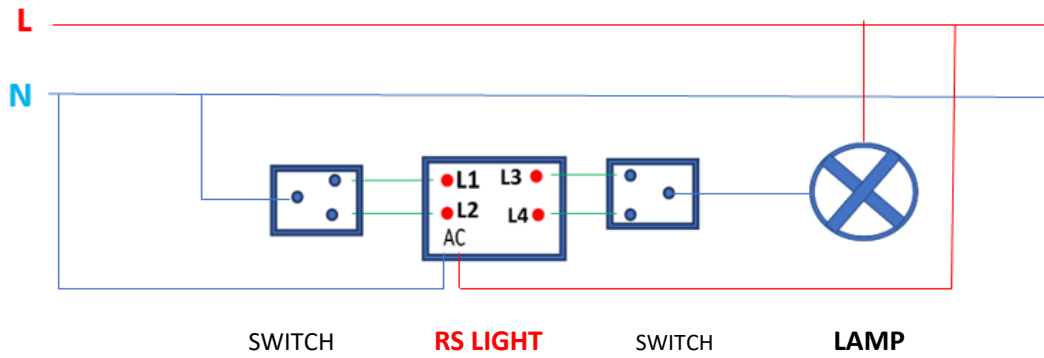 L
N
L1 L3
L2 L4
AC
SWITCH RS LIGHT SWITCH LAMP